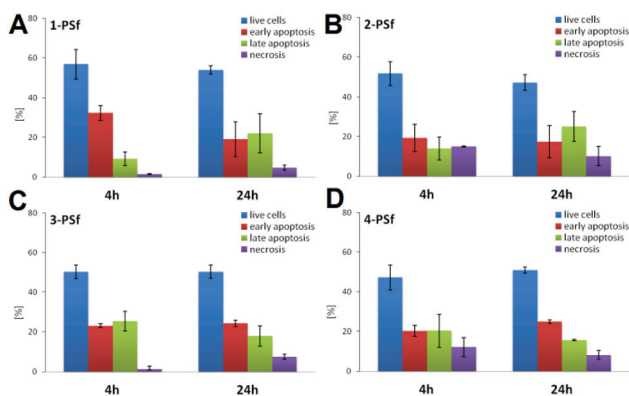 A
1-PSf
live cells
early apoptosis
late apoptosis
necrosis
80
60
40
20
0
[%]
4h
24h
B
2-PSf
live cells
early apoptosis
late apoptosis
necrosis
80
60
40
20
0
[%]
4h
24h
C
3-PSf
live cells
early apoptosis
late apoptosis
necrosis
80
60
40
20
0
[%]
4h
24h
D
4-PSf
live cells
early apoptosis
late apoptosis
necrosis
80
60
40
20
0
[%]
4h
24h